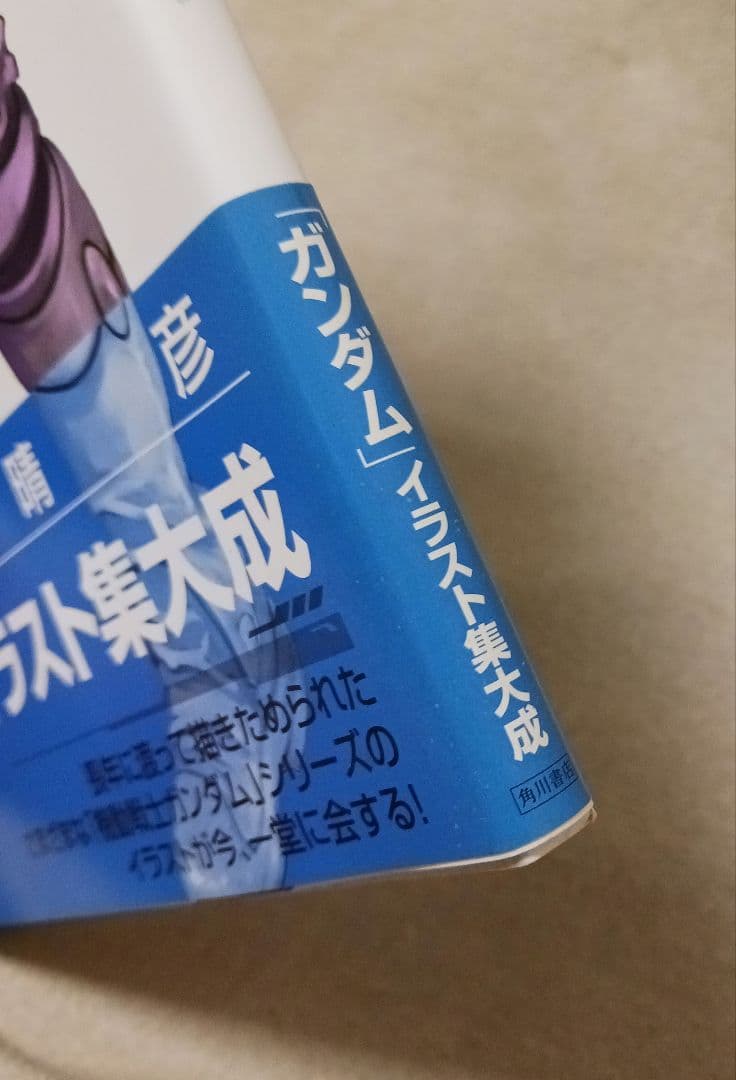 彦
晴
ラスト集大成
長年に渡って描きためられた
「機動戦士ガンダム」シリーズの
イラストが今、一堂に会する!
「ガンダム」イラスト集大成
角川書店